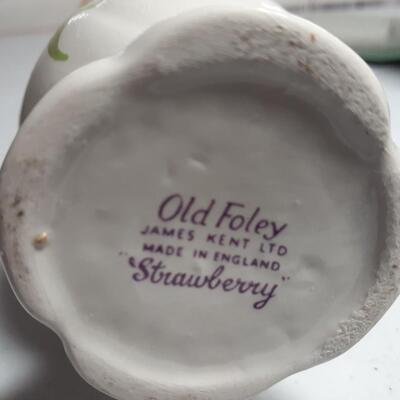 Old Foley
JAMES KENT LTD
MADE IN ENGLAND
"Strawberry"